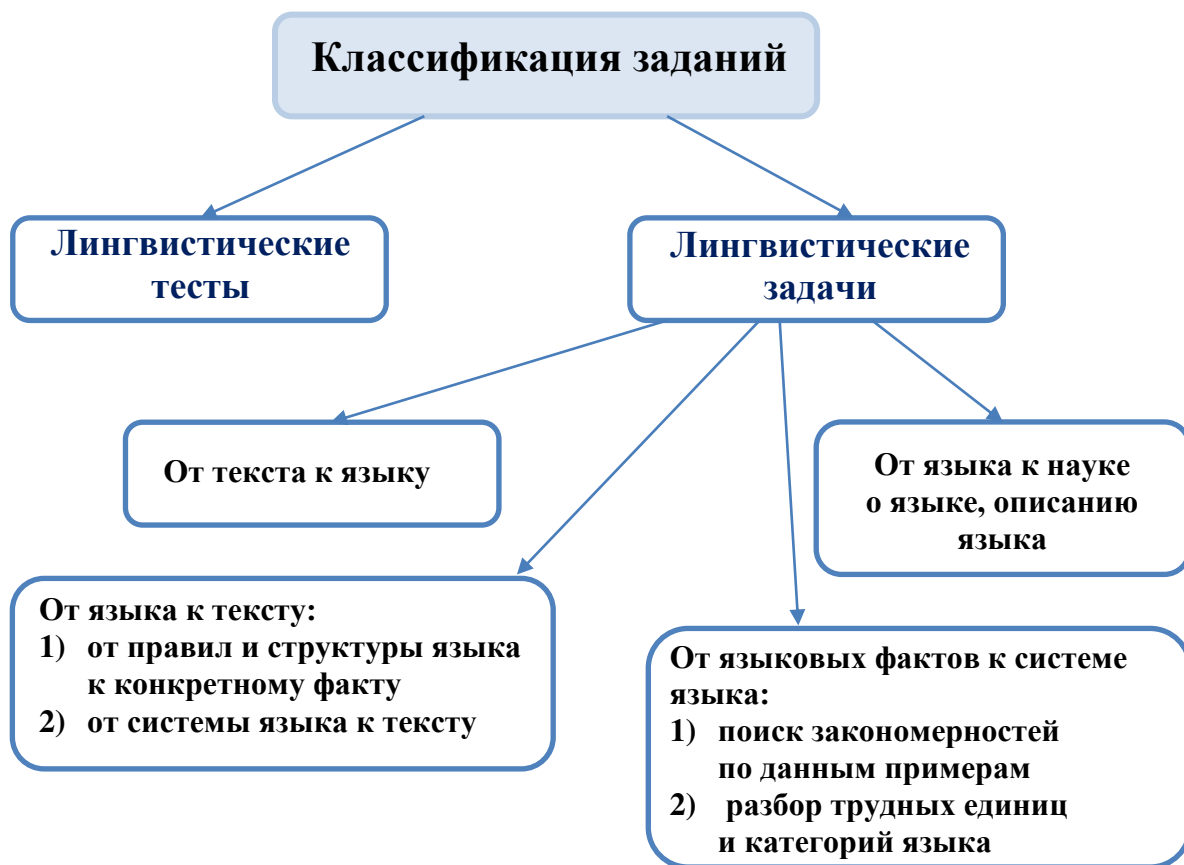 Классификация заданий
Лингвистические
тесты
Лингвистические
задачи
От текста к языку
От языка к науке
о языке, описанию
языка
От языка к тексту:
1) от правил и структуры языка
к конкретному факту
2) от системы языка к тексту
От языковых фактов к системе
языка:
1) поиск закономерностей
по данным примерам
2) разбор трудных единиц
и категорий языка